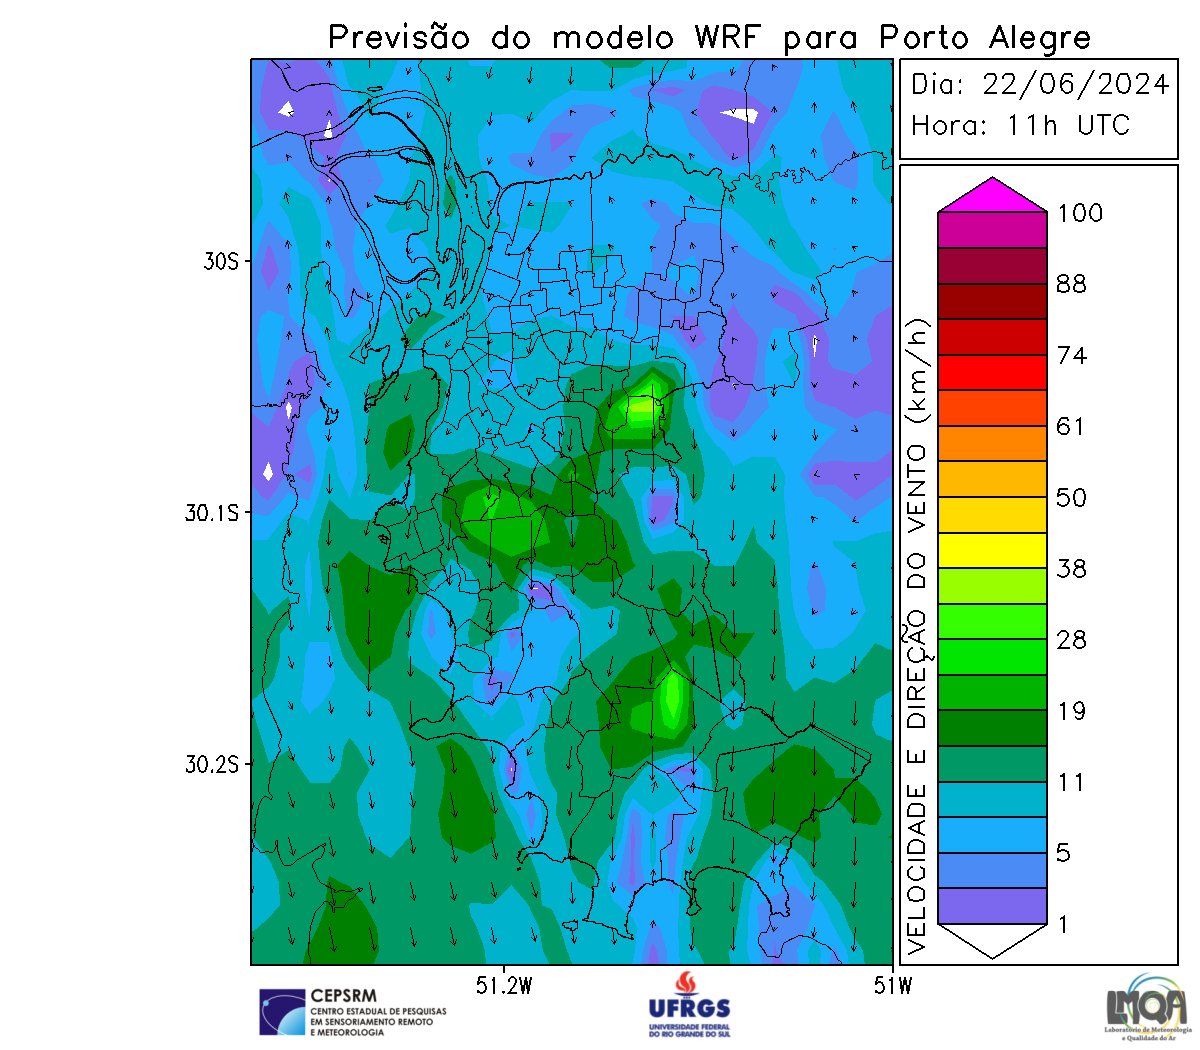 Previsão do modelo WRF para Porto Alegre
Dia: 22/06/2024
Hora: 11h UTC
30S
30.1S
30.2S
51.2W
51W
VELOCIDADE E DIREÇÃO DO VENTO (km/h)
100
88
74
61
50
38
28
19
11
5
1
CEPSRM
CENTRO ESTADUAL DE PESQUISAS
EM SENSORIAMENTO REMOTO
E METEOROLOGIA
UFRGS
UNIVERSIDADE FEDERAL
DO RIO GRANDE DO SUL
LMQA
Laboratório de Meteorologia
e Qualidade do Ar